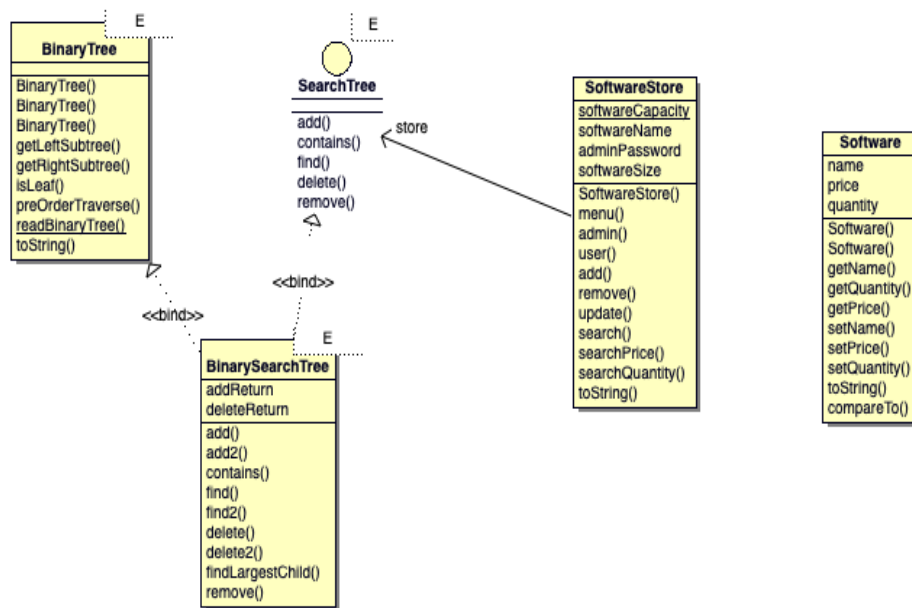 E
BinaryTree
BinaryTree()
BinaryTree()
BinaryTree()
getLeftSubtree()
getRightSubtree()
isLeaf()
preOrderTraverse()
readBinaryTree()
toString()
E
SearchTree
add()
contains()
find()
delete()
remove()
store
SoftwareStore
softwareCapacity
softwareName
adminPassword
softwareSize
SoftwareStore()
menu()
admin()
user()
add()
remove()
update()
search()
searchPrice()
searchQuantity()
toString()
Software
name
price
quantity
Software()
Software()
getName()
getQuantity()
getPrice()
setName()
setPrice()
setQuantity()
toString()
compareTo()
<<bind>>
<<bind>>
E
BinarySearchTree
addReturn
deleteReturn
add()
add2()
contains()
find()
find2()
delete()
delete2()
findLargestChild()
remove()